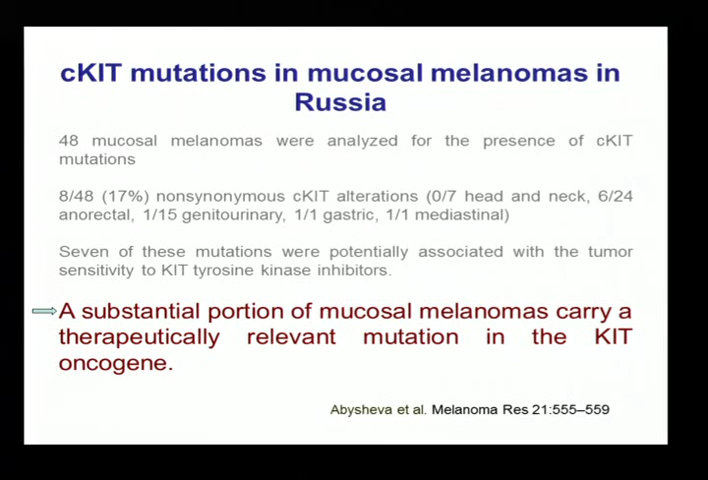 cKIT mutations in mucosal melanomas in
Russia
48 mucosal melanomas were analyzed for the presence of cKIT
mutations
8/48 (17%) nonsynonymous cKIT alterations (0/7 head and neck, 6/24
anorectal, 1/15 genitourinary, 1/1 gastric, 1/1 mediastinal)
Seven of these mutations were potentially associated with the tumor
sensitivity to KIT tyrosine kinase inhibitors.
A substantial portion of mucosal melanomas carry a
therapeutically relevant mutation in the KIT
oncogene.
Abysheva et al. Melanoma Res 21:555–559